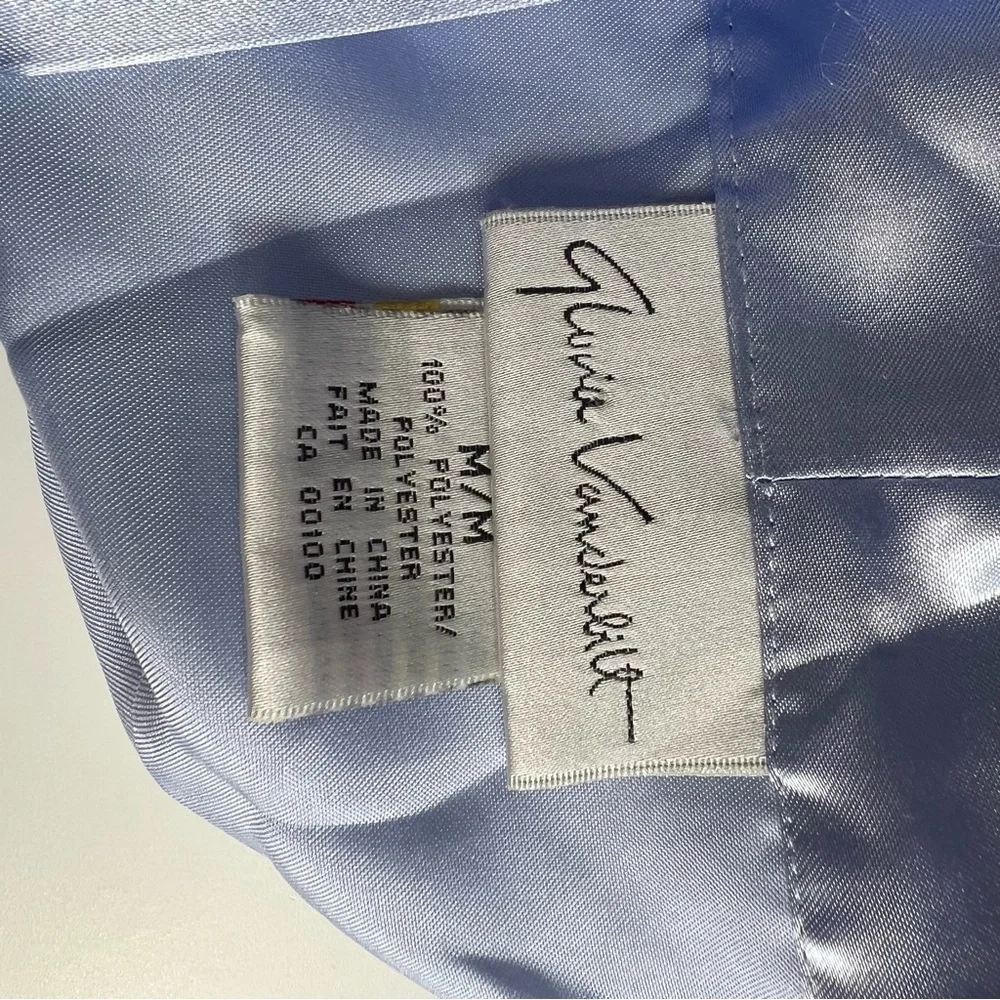 Gloria Vanderbilt
M/M
100% POLYESTER/
POLYESTER
MADE IN CHINA
FAIT EN CHINE
CA 00100